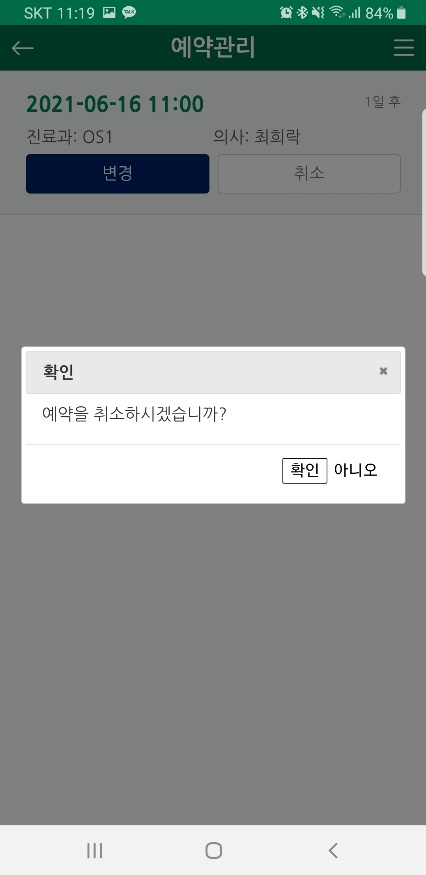 SKT 11:19 84%
예약관리
2021-06-16 11:00 1일 후
진료과: OS1 의사: 최희락
변경 취소
확인
예약을 취소하시겠습니까?
확인 아니오